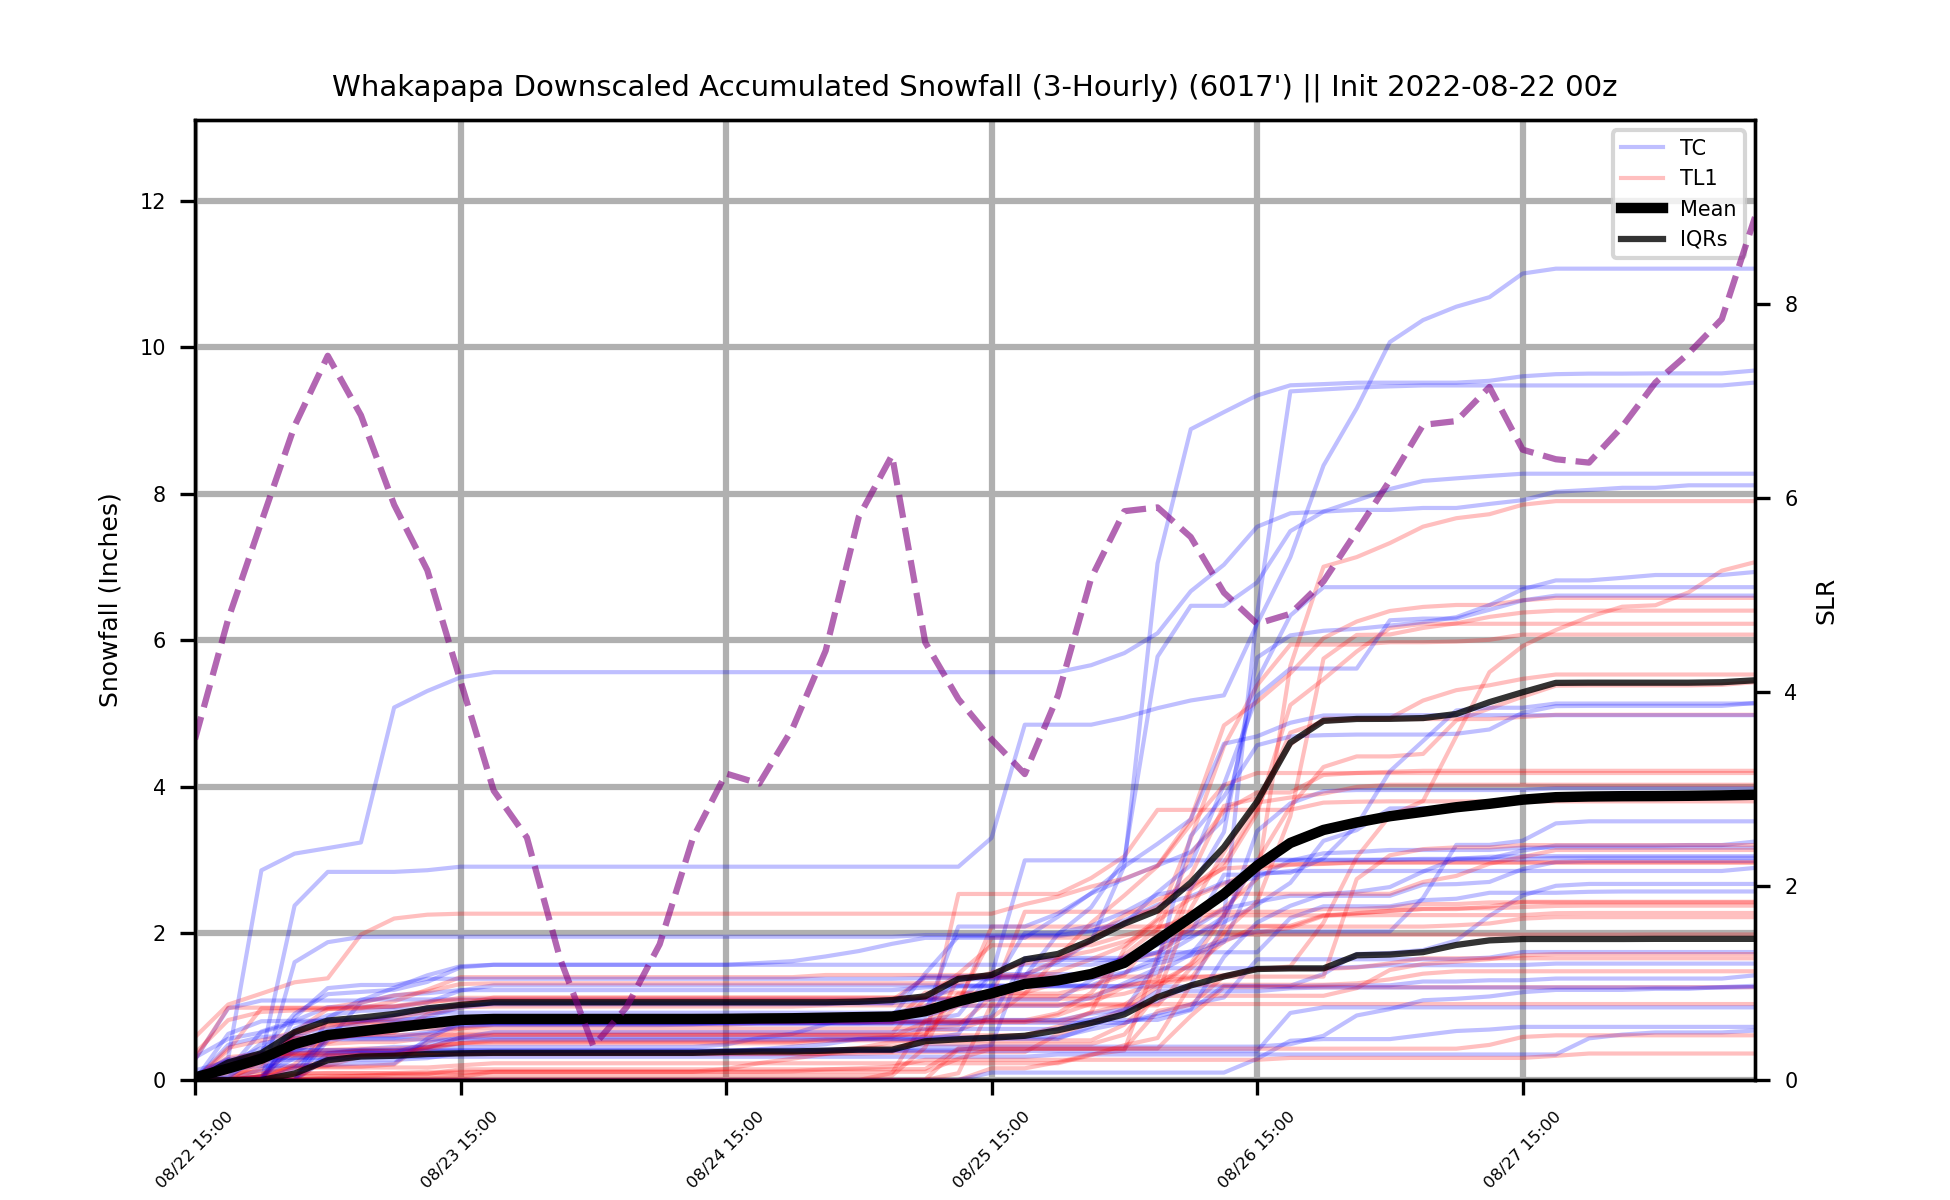 Whakapapa Downscaled Accumulated Snowfall (3-Hourly) (6017') || Init 2022-08-22 00z
TC
TL1
Mean
IQRs
12
10
8
6
4
2
0
Snowfall (Inches)
8
6
4
2
0
SLR
08/22 15:00
08/23 15:00
08/24 15:00
08/25 15:00
08/26 15:00
08/27 15:00